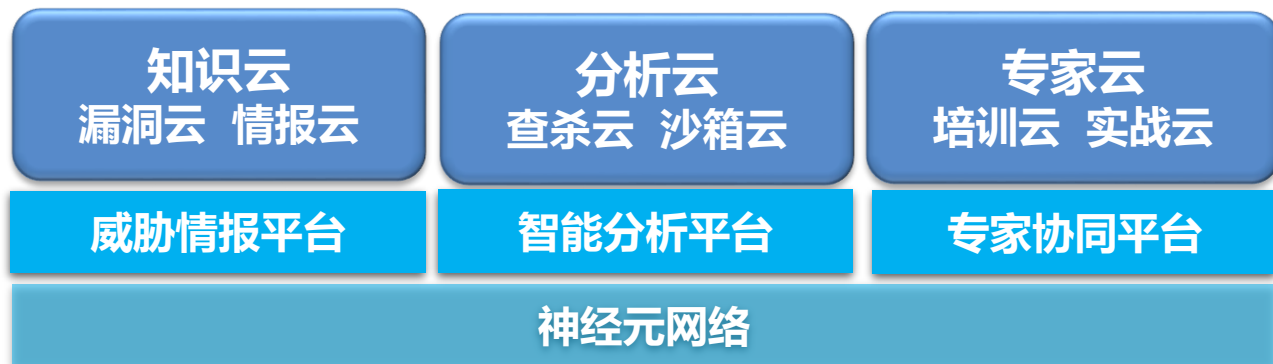 知识云
漏洞云 情报云
分析云
查杀云 沙箱云
专家云
培训云 实战云
威胁情报平台
智能分析平台
专家协同平台
神经元网络